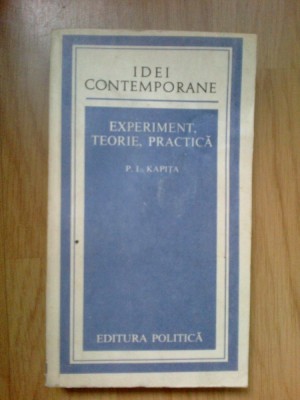 IDEI
CONTEMPORANE
EXPERIMENT,
TEORIE, PRACTICĂ
P. L. KAPIȚA
EDITURA POLITICĂ